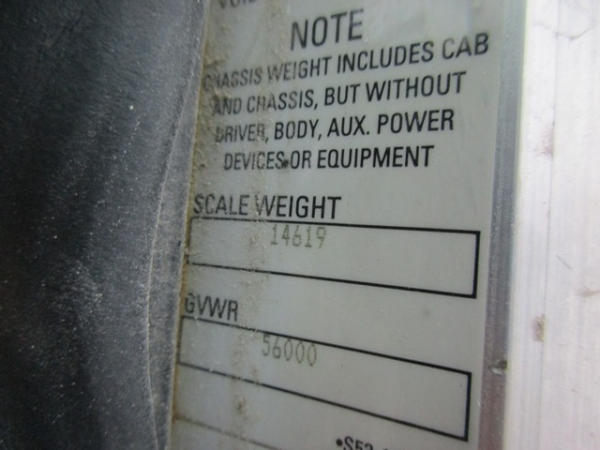 NOTE
CHASSIS WEIGHT INCLUDES CAB
AND CHASSIS, BUT WITHOUT
DRIVER, BODY, AUX. POWER
DEVICES OR EQUIPMENT
SCALE WEIGHT
14619
GVWR
56000